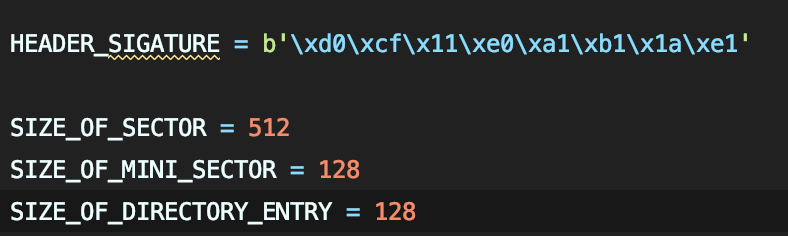 HEADER_SIGATURE = b'\xd0\xcf\x11\xe0\xa1\xb1\x1a\xe1'
SIZE_OF_SECTOR = 512
SIZE_OF_MINI_SECTOR = 128
SIZE_OF_DIRECTORY_ENTRY = 128